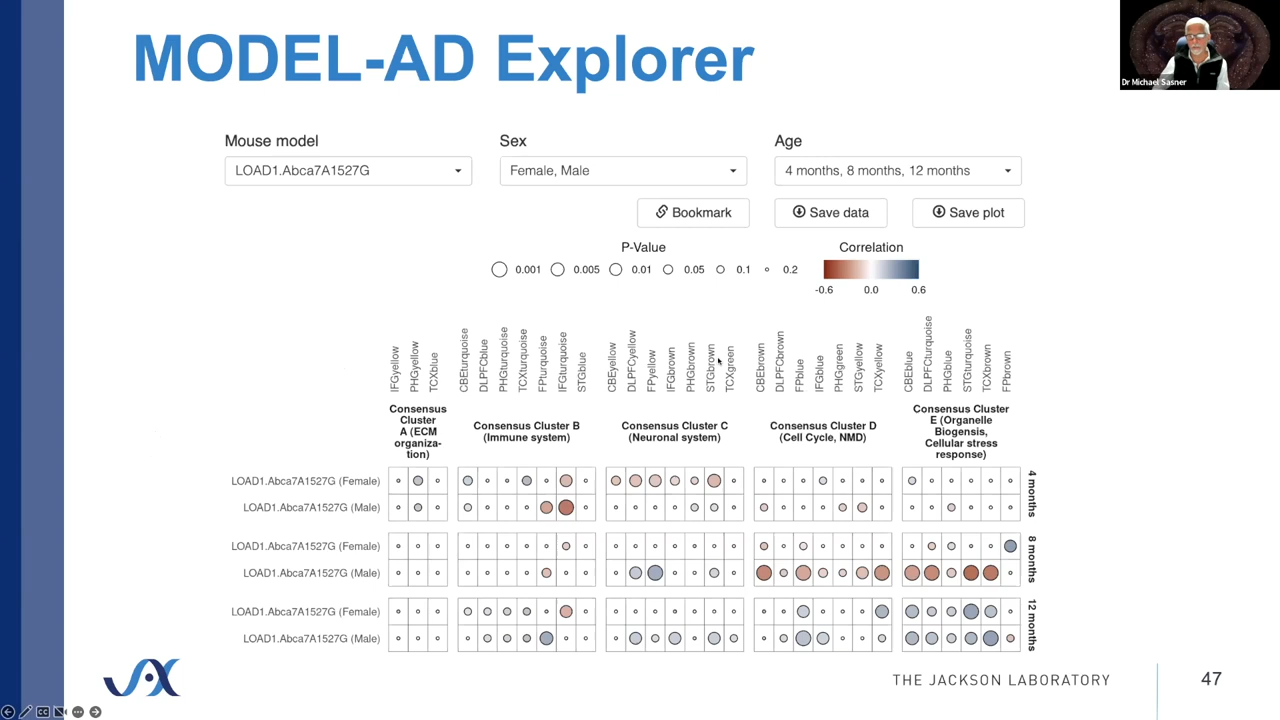 MODEL-AD Explorer
Dr Michael Sasner
Mouse model
Sex
Age
LOAD1.Abca7A1527G
Female, Male
4 months, 8 months, 12 months
Bookmark
Save data
Save plot
P-Value
Correlation
0.001
0.005
0.01
0.05
0.1
0.2
-0.6
0.0
0.6
IFGyellow
PHGyellow
TCXblue
CBEturquoise
DLPFCblue
PHGturquoise
TCXturquoise
FPturquoise
IFGturquoise
STGblue
CBEyellow
DLPFCyellow
FPyellow
IFGbrown
PHGbrown
STGbrown
TCXgreen
CBEbrown
DLPFCbrown
FPblue
IFGblue
PHGgreen
STGyellow
TCXyellow
CBEblue
DLPFCturquoise
PHGblue
STGturquoise
TCXbrown
FPbrown
Consensus
Cluster
A (ECM
organiza-
tion)
Consensus Cluster B
(Immune system)
Consensus Cluster C
(Neuronal system)
Consensus Cluster D
(Cell Cycle, NMD)
Consensus Cluster
E (Organelle
Biogensis,
Cellular stress
response)
LOAD1.Abca7A1527G (Female)
LOAD1.Abca7A1527G (Male)
4 months
LOAD1.Abca7A1527G (Female)
LOAD1.Abca7A1527G (Male)
8 months
LOAD1.Abca7A1527G (Female)
LOAD1.Abca7A1527G (Male)
12 months
THE JACKSON LABORATORY
47
CC